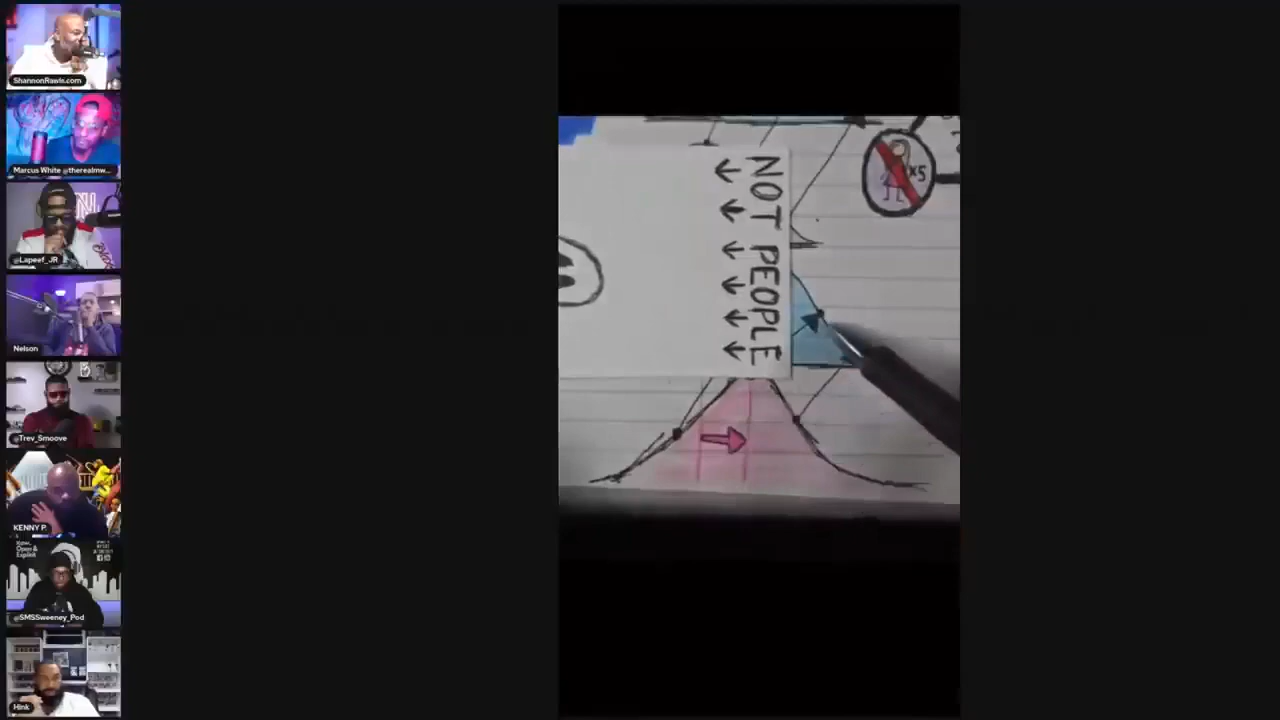 ShannonRawls.com
Marcus White @therealmw...
@Lapeef_JR
Nelson
@Trev_Smoove
KENNY P.
@SMSSweeney_Pod
Hink
NOT PEOPLE
x5